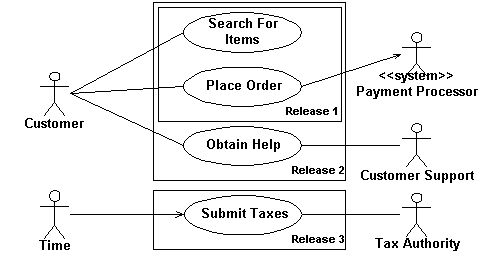 Search For
Items
<<system>>
Payment Processor
Place Order
Release 1
Customer
Obtain Help
Release 2
Customer Support
Submit Taxes
Release 3
Time
Tax Authority